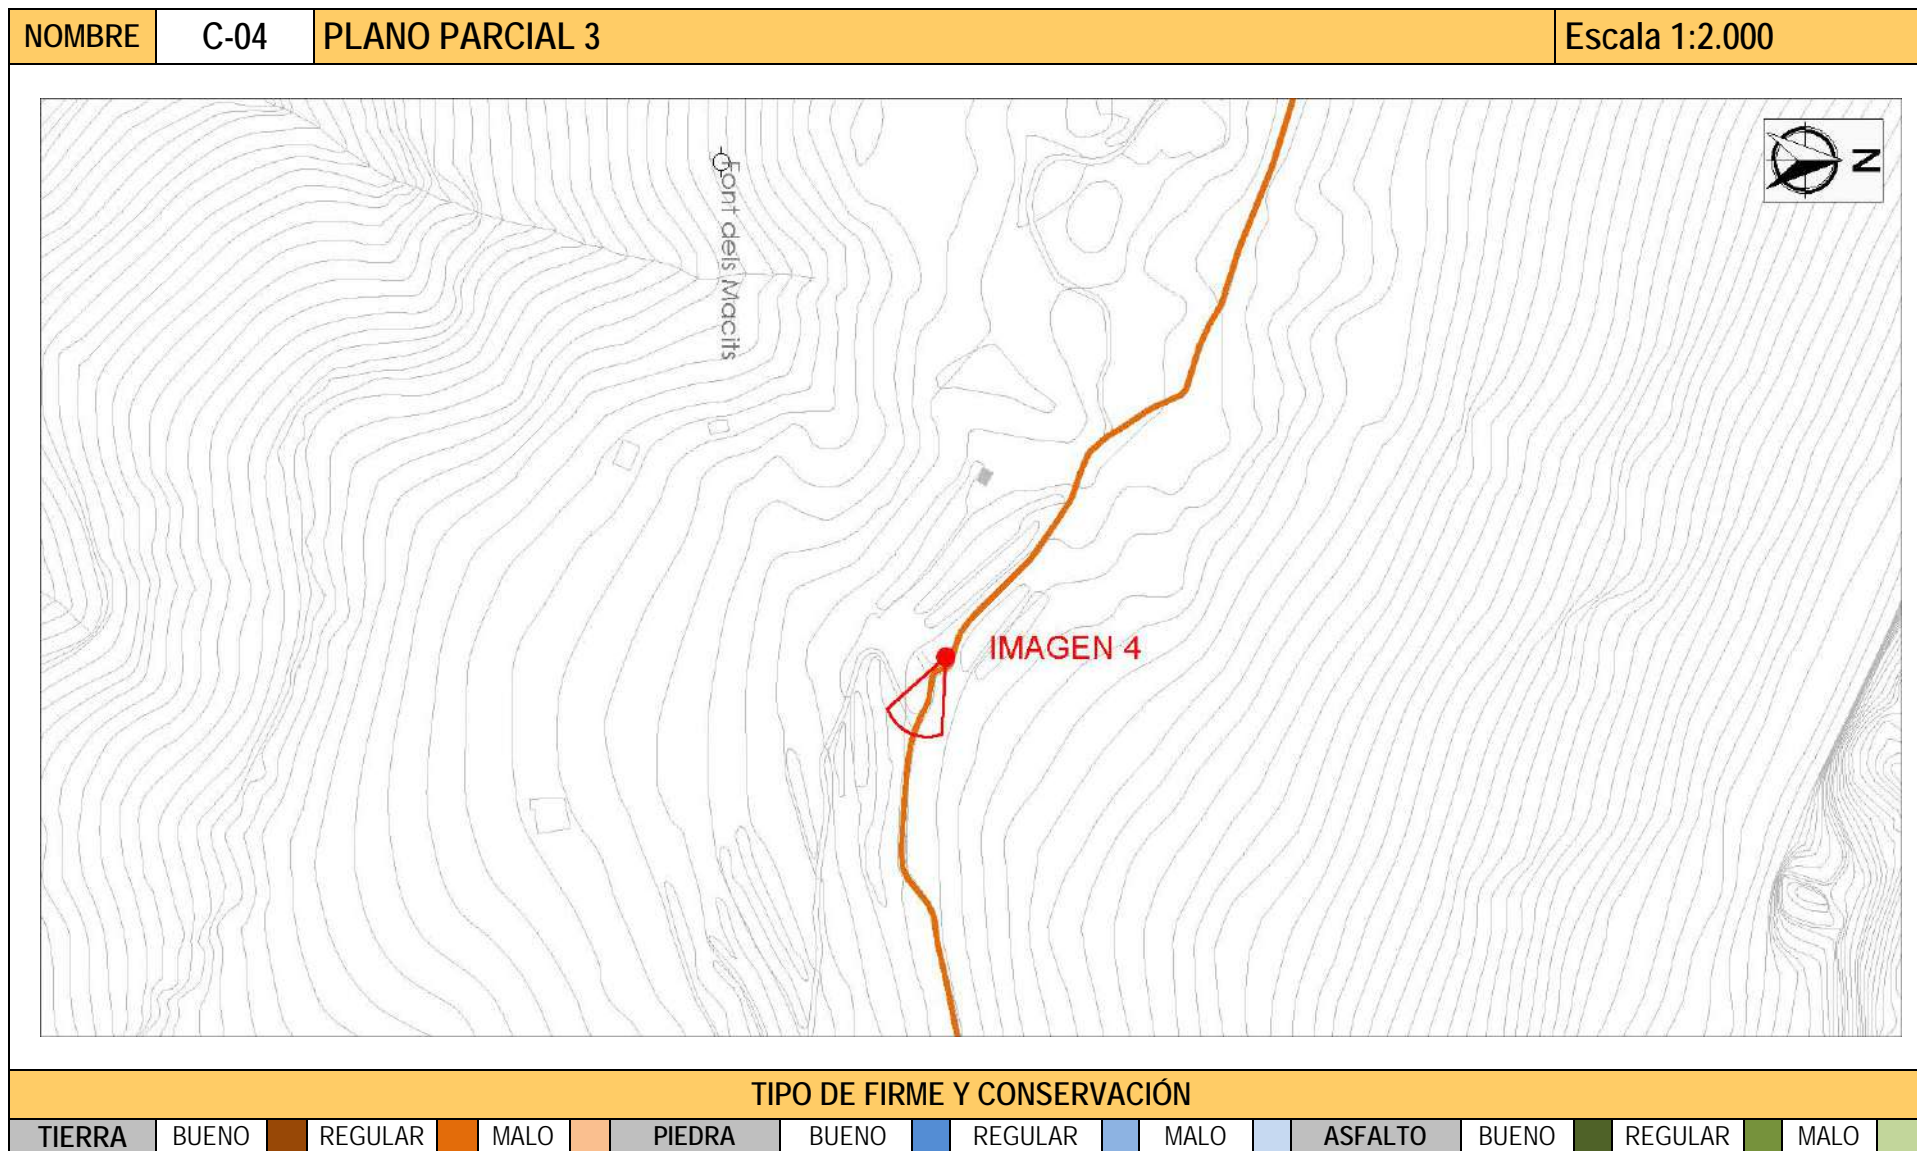 NOMBRE C-04 PLANO PARCIAL 3 Escala 1:2.000
N
Font dels Macits
IMAGEN 4
TIPO DE FIRME Y CONSERVACIÓN
TIERRA BUENO REGULAR MALO PIEDRA BUENO REGULAR MALO ASFALTO BUENO REGULAR MALO